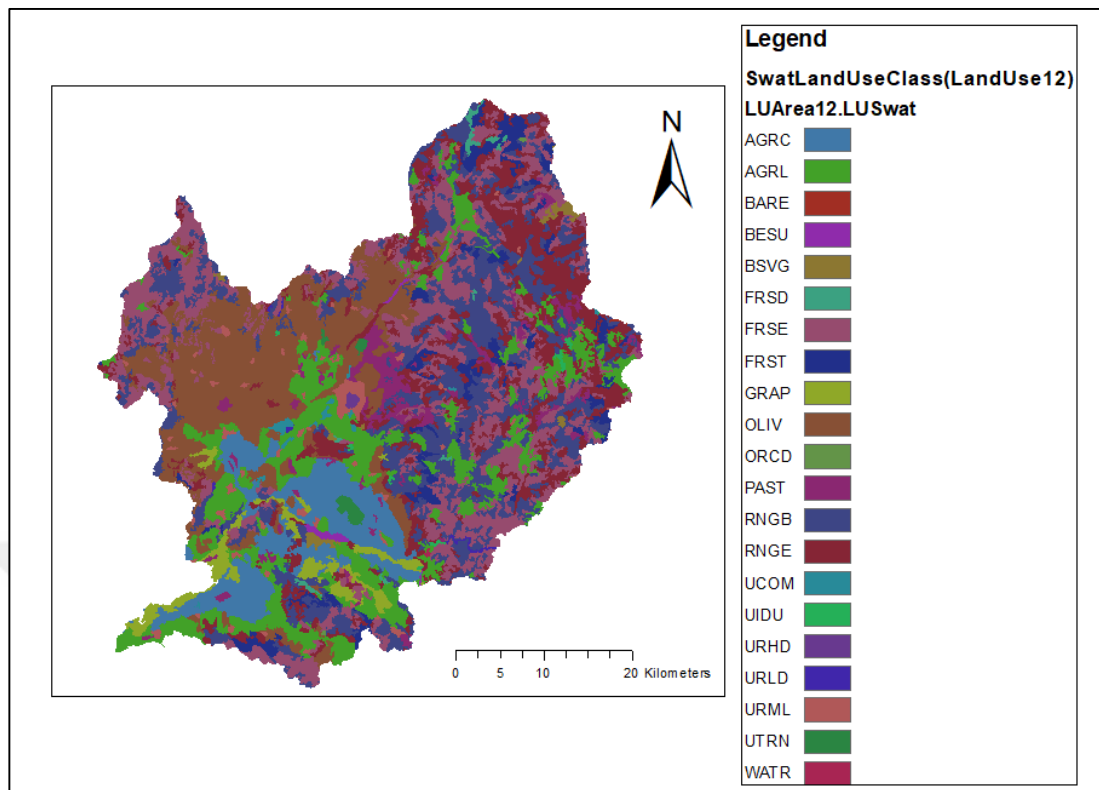 Legend
SwatLandUseClass(LandUse12)
LUArea12.LUSwat
AGRC
AGRL
BARE
BESU
BSVG
FRSD
FRSE
FRST
GRAP
OLIV
ORCD
PAST
RNGB
RNGE
UCOM
UIDU
URHD
URLD
URML
UTRN
WATR
N
0 5 10 20 Kilometers